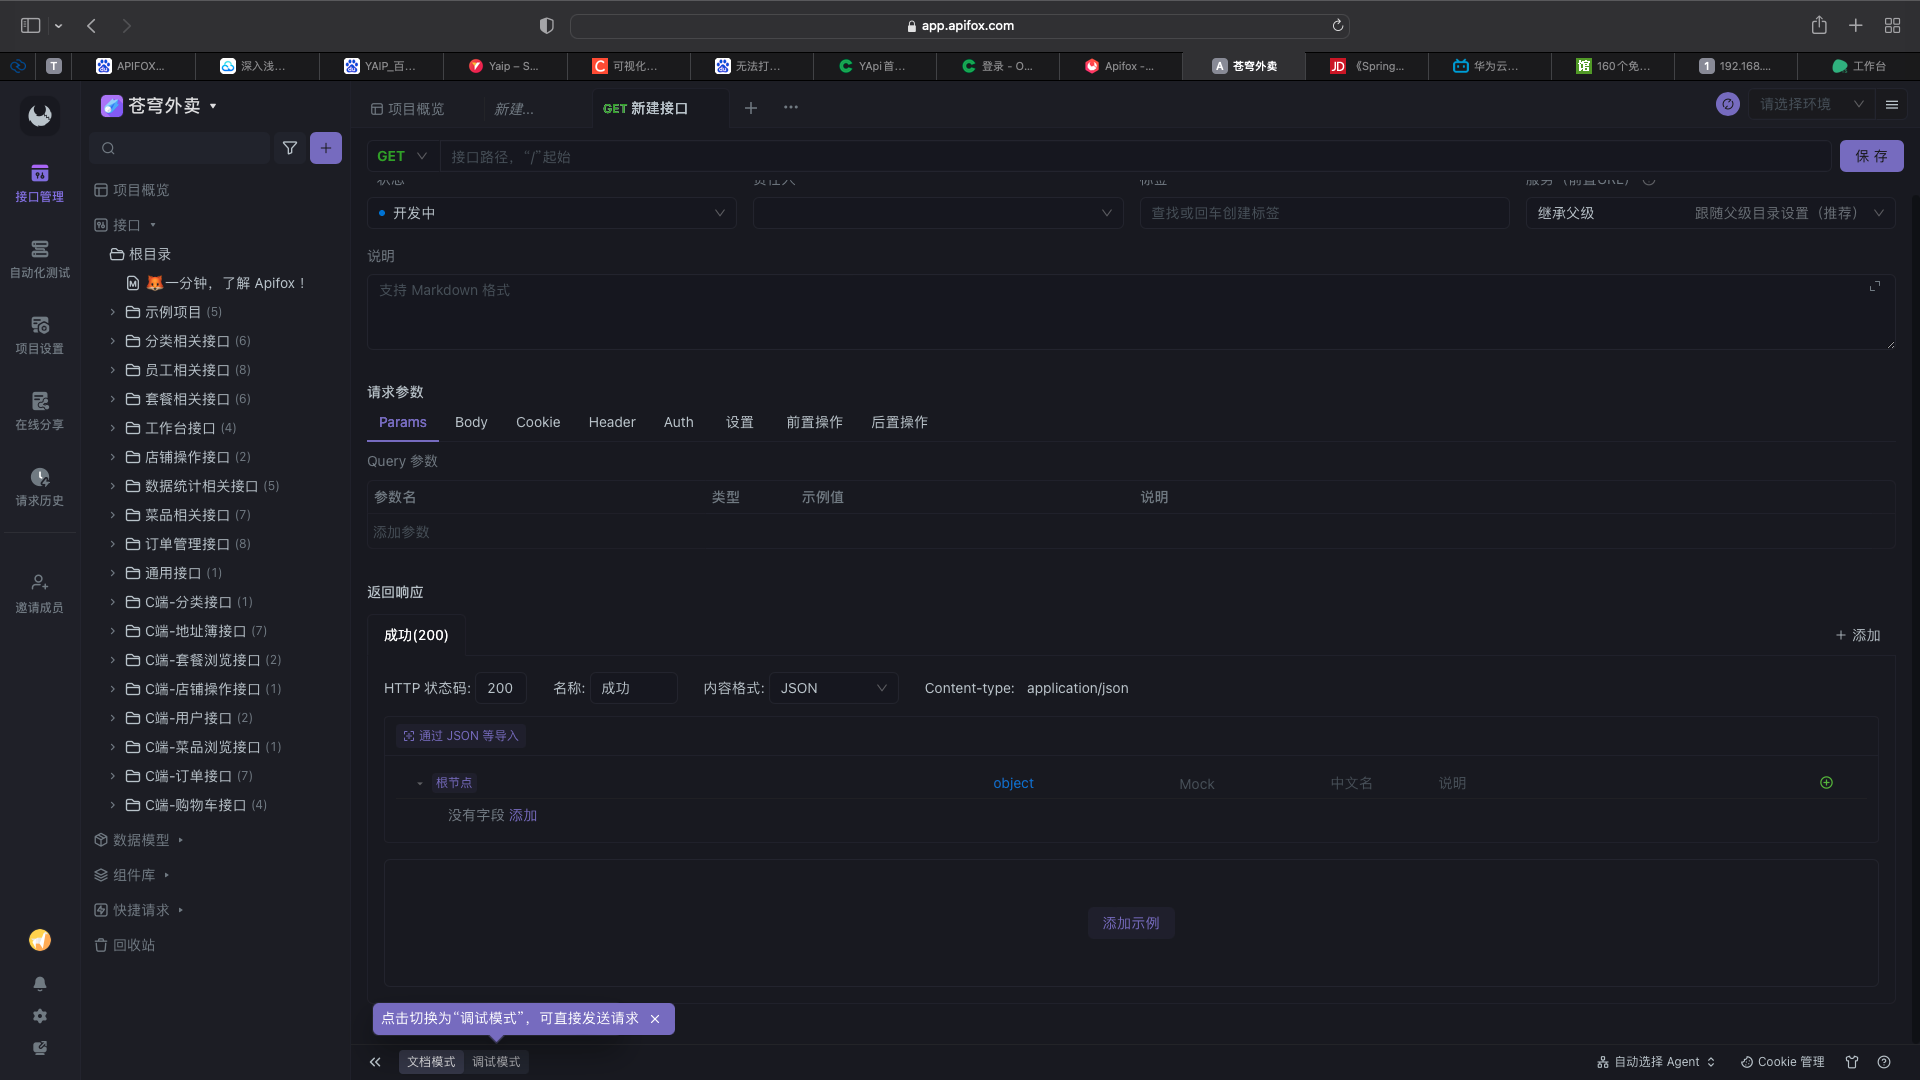 app.apifox.com
T
APIFOX...
深入浅...
YAIP_百...
Yaip – S...
可视化...
无法打...
YApi首...
登录 - O...
Apifox -...
A 苍穹外卖
JD 《Spring...
华为云...
馆 160个免...
1 192.168....
工作台
苍穹外卖
项目概览
新建...
GET 新建接口
请选择环境
接口管理
自动化测试
项目设置
在线分享
请求历史
邀请成员
项目概览
接口
根目录
一分钟，了解 Apifox！
示例项目 (5)
分类相关接口 (6)
员工相关接口 (8)
套餐相关接口 (6)
工作台接口 (4)
店铺操作接口 (2)
数据统计相关接口 (5)
菜品相关接口 (7)
订单管理接口 (8)
通用接口 (1)
C端-分类接口 (1)
C端-地址簿接口 (7)
C端-套餐浏览接口 (2)
C端-店铺操作接口 (1)
C端-用户接口 (2)
C端-菜品浏览接口 (1)
C端-订单接口 (7)
C端-购物车接口 (4)
数据模型
组件库
快捷请求
回收站
GET
接口路径，“/”起始
保 存
状态
责任人
标签
服务（前置URL）
开发中
查找或回车创建标签
继承父级
跟随父级目录设置（推荐）
说明
支持 Markdown 格式
请求参数
Params Body Cookie Header Auth 设置 前置操作 后置操作
Query 参数
参数名 类型 示例值 说明
添加参数
返回响应
成功(200)
添加
HTTP 状态码: 200 名称: 成功 内容格式: JSON Content-type: application/json
通过 JSON 等导入
根节点 object Mock 中文名 说明
没有字段 添加
添加示例
点击切换为“调试模式”，可直接发送请求
文档模式 调试模式
自动选择 Agent
Cookie 管理